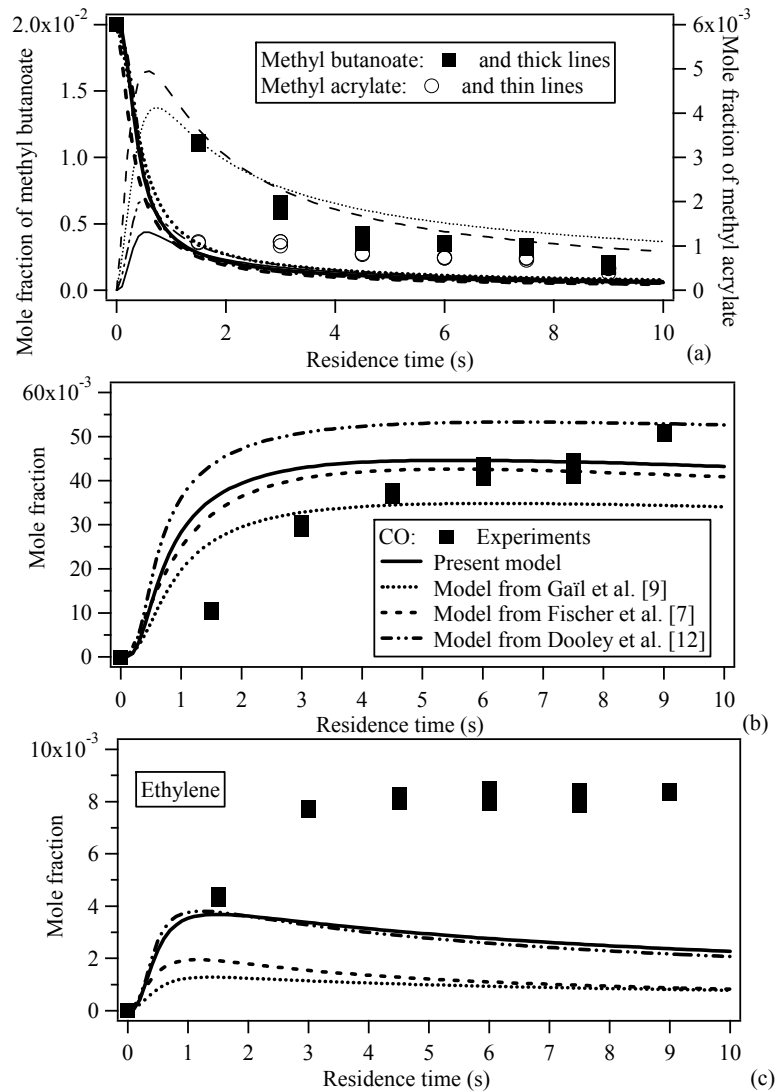 2.0x10-2
1.5
1.0
0.5
0.0
Mole fraction of methyl butanoate
Methyl butanoate: and thick lines
Methyl acrylate: and thin lines
6x10-3
5
4
3
2
1
0
Mole fraction of methyl acrylate
0 2 4 6 8 10
Residence time (s)
(a)
60x10-3
50
40
30
20
10
0
Mole fraction
CO: Experiments
Present model
Model from Gaïl et al. [9]
Model from Fischer et al. [7]
Model from Dooley et al. [12]
0 1 2 3 4 5 6 7 8 9 10
Residence time (s)
(b)
10x10-3
8
6
4
2
0
Mole fraction
Ethylene
0 1 2 3 4 5 6 7 8 9 10
Residence time (s)
(c)